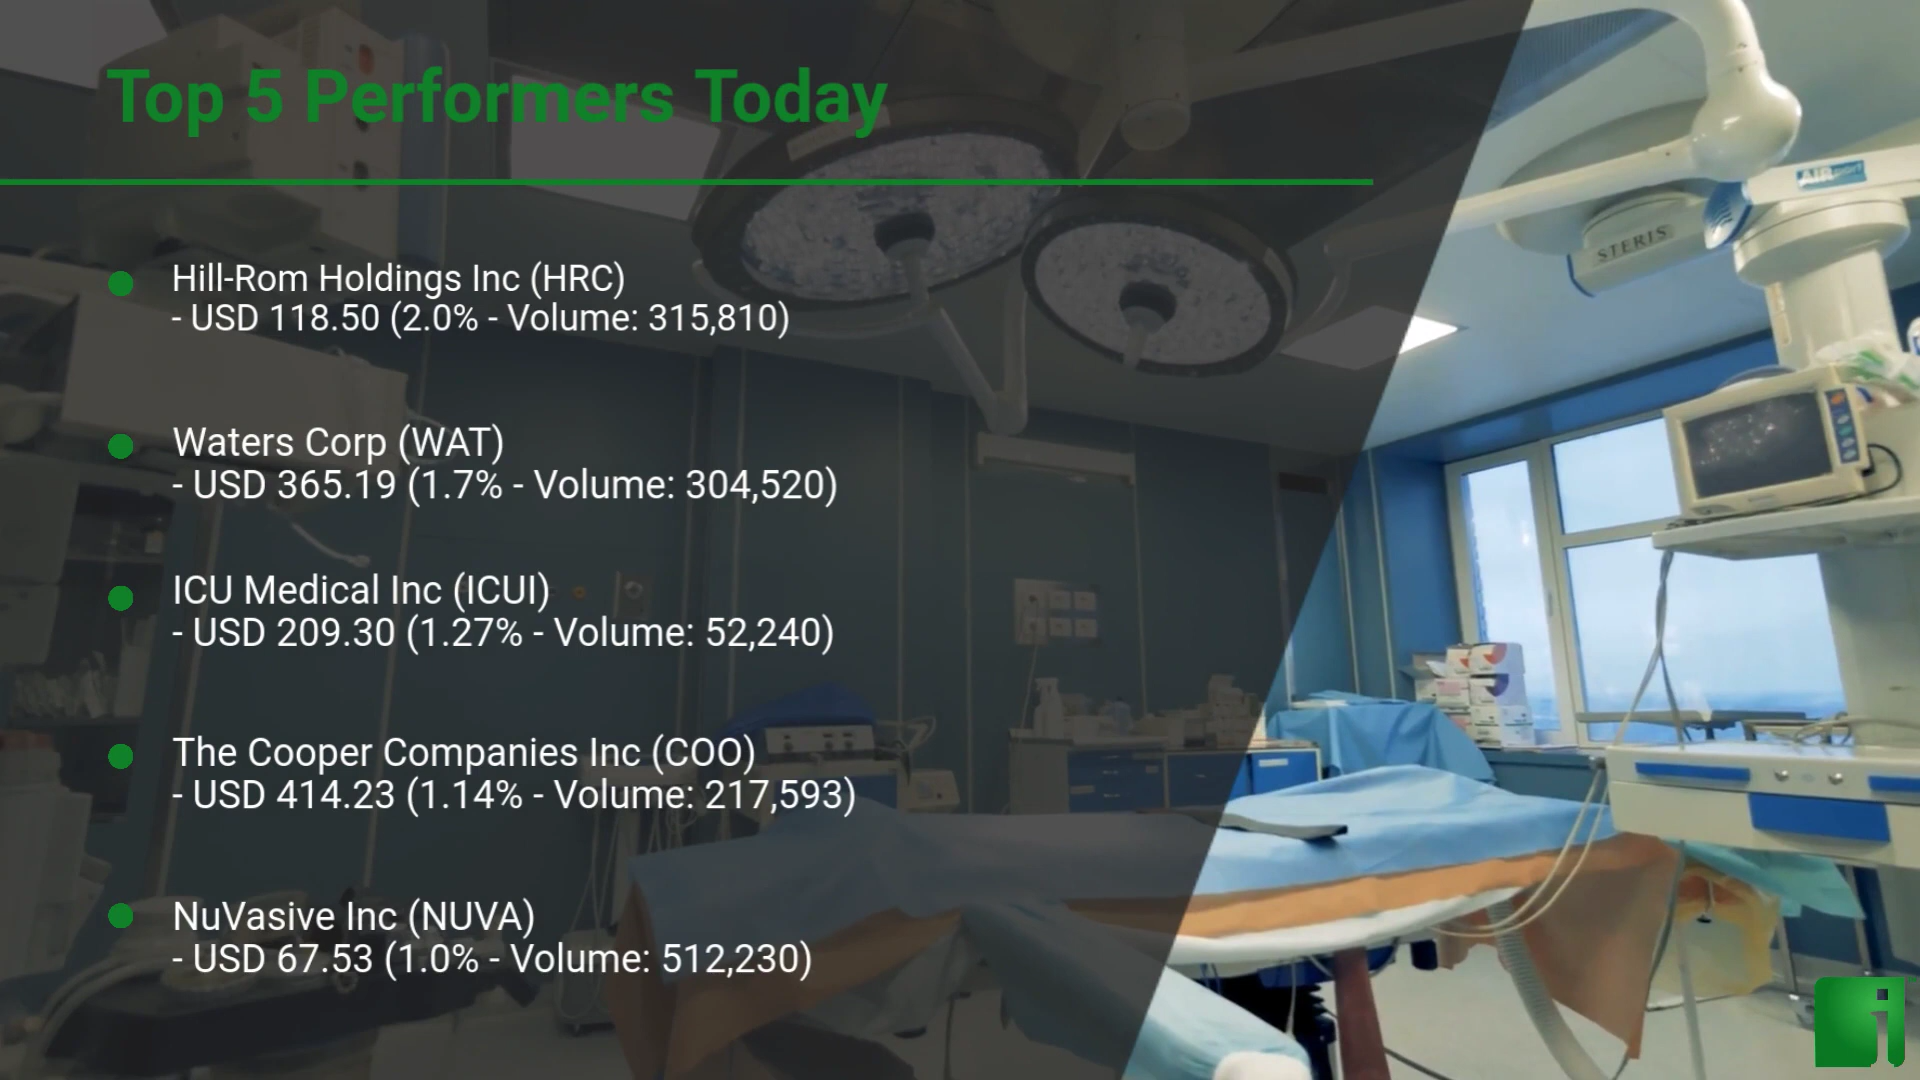 Top 5 Performers Today
Hill-Rom Holdings Inc (HRC)
- USD 118.50 (2.0% - Volume: 315,810)
Waters Corp (WAT)
- USD 365.19 (1.7% - Volume: 304,520)
ICU Medical Inc (ICUI)
- USD 209.30 (1.27% - Volume: 52,240)
The Cooper Companies Inc (COO)
- USD 414.23 (1.14% - Volume: 217,593)
NuVasive Inc (NUVA)
- USD 67.53 (1.0% - Volume: 512,230)
STERIS